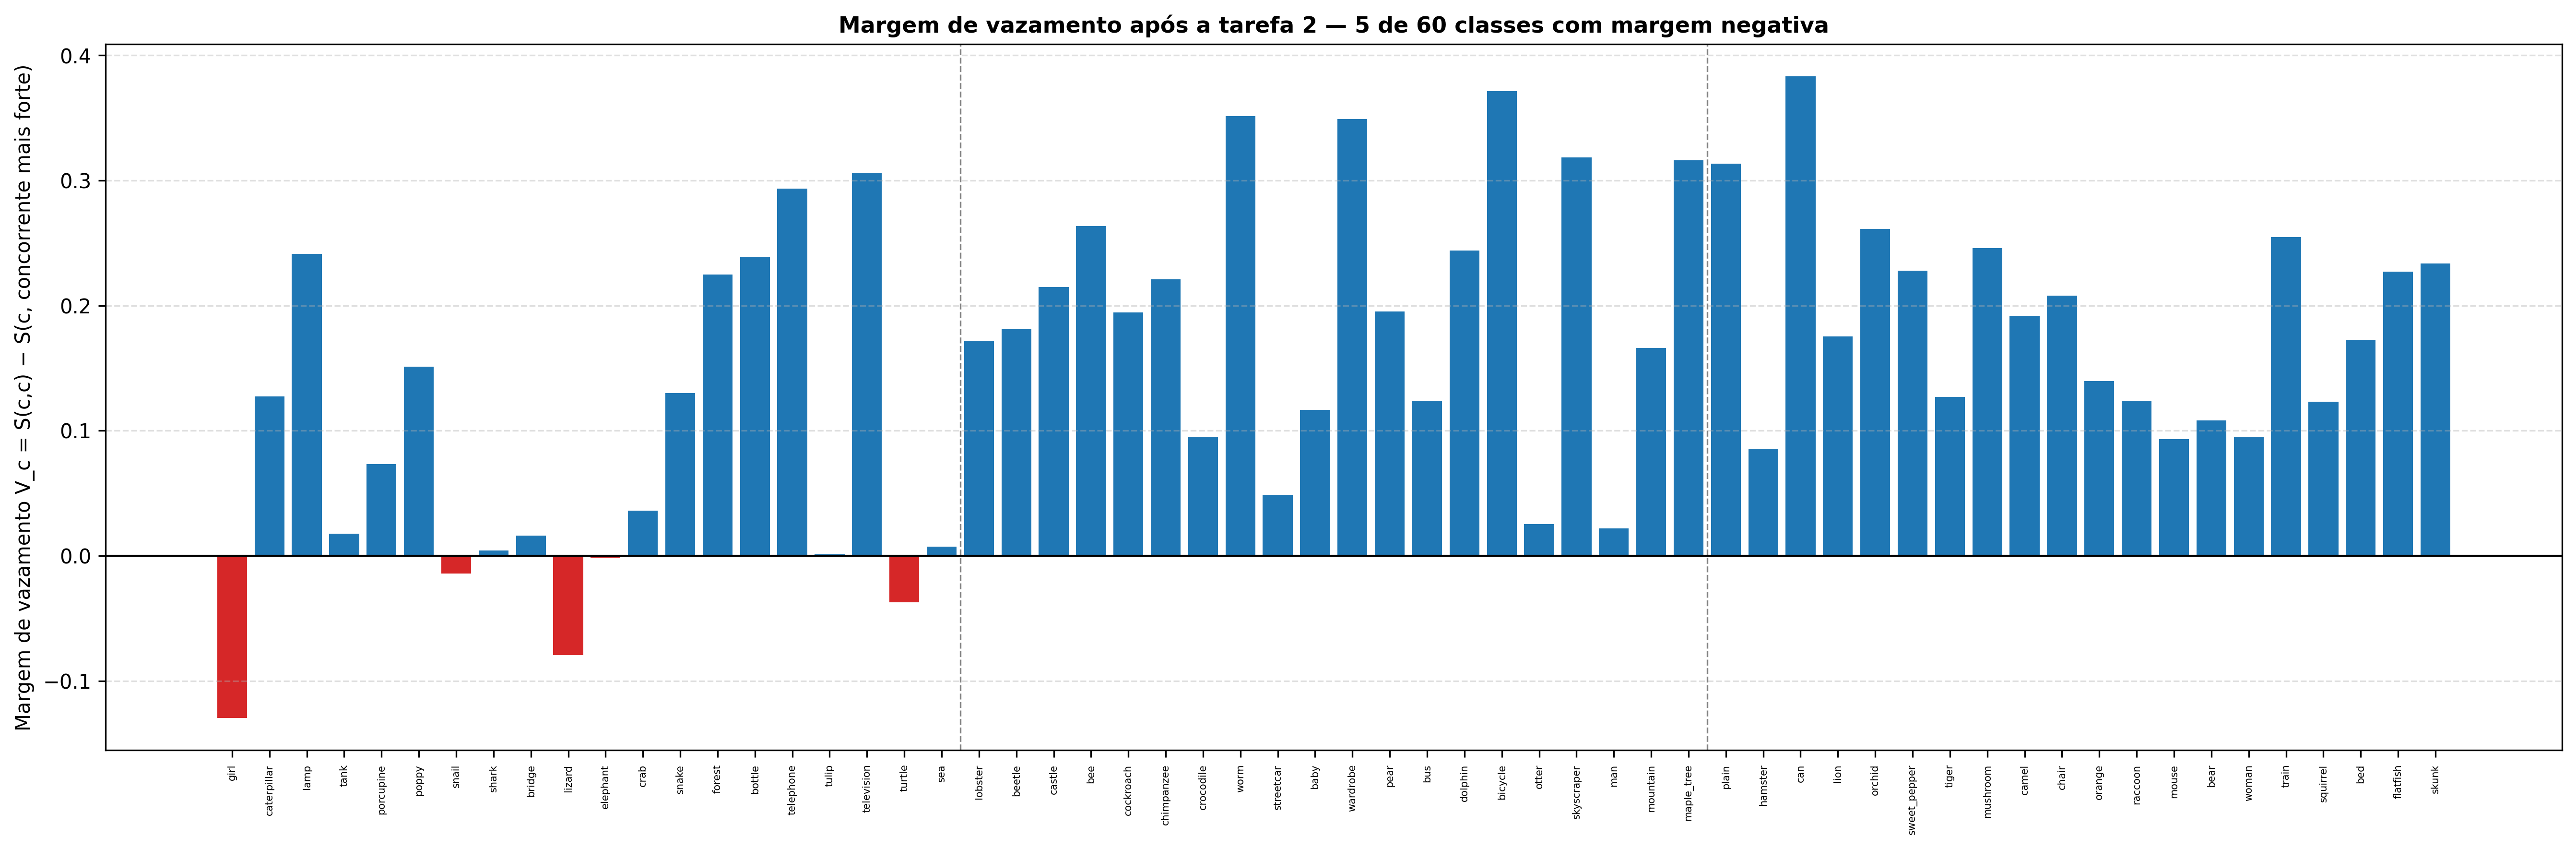 Margem de vazamento após a tarefa 2 — 5 de 60 classes com margem negativa
Margem de vazamento V_c = S(c,c) − S(c, concorrente mais forte)
0.4
0.3
0.2
0.1
0.0
−0.1
girl
caterpillar
lamp
tank
porcupine
poppy
snail
shark
bridge
lizard
elephant
crab
snake
forest
bottle
telephone
tulip
television
turtle
sea
lobster
beetle
castle
bee
cockroach
chimpanzee
crocodile
worm
streetcar
baby
wardrobe
pear
bus
dolphin
bicycle
otter
skyscraper
man
mountain
maple_tree
plain
hamster
can
lion
orchid
sweet_pepper
tiger
mushroom
camel
chair
orange
raccoon
mouse
bear
woman
train
squirrel
bed
flatfish
skunk